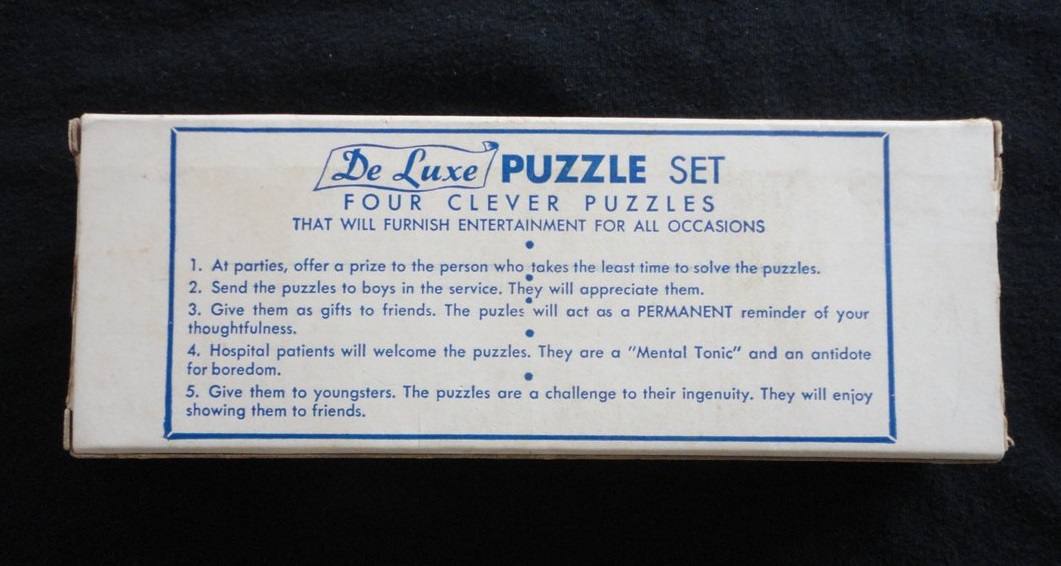 De Luxe PUZZLE SET
FOUR CLEVER PUZZLES
THAT WILL FURNISH ENTERTAINMENT FOR ALL OCCASIONS
1. At parties, offer a prize to the person who takes the least time to solve the puzzles.
2. Send the puzzles to boys in the service. They will appreciate them.
3. Give them as gifts to friends. The puzles will act as a PERMANENT reminder of your
thoughtfulness.
4. Hospital patients will welcome the puzzles. They are a "Mental Tonic" and an antidote
for boredom.
5. Give them to youngsters. The puzzles are a challenge to their ingenuity. They will enjoy
showing them to friends.